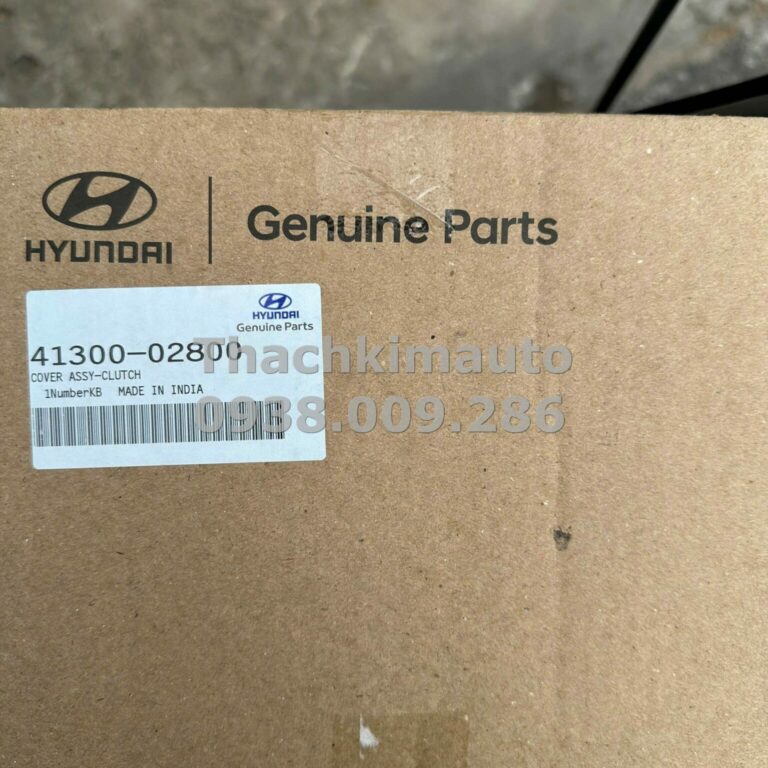 HYUNDAI
Genuine Parts
HYUNDAI
Genuine Parts
41300-02800
COVER ASSY-CLUTCH
1NumberKB MADE IN INDIA
Thachkimauto
0938.009.286